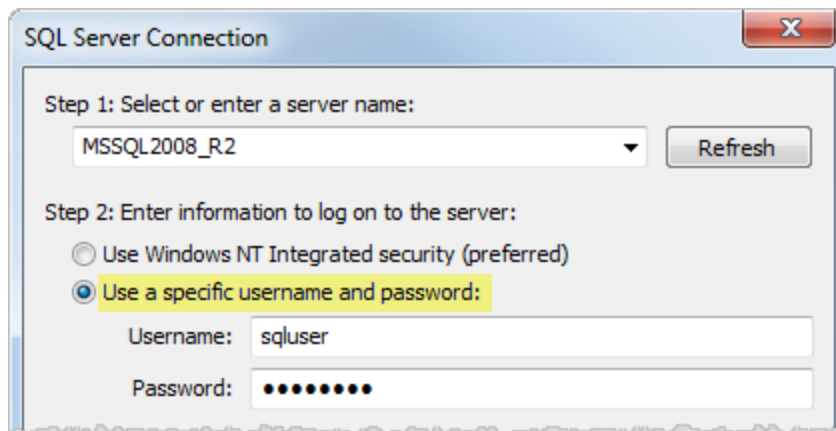 SQL Server Connection
Step 1: Select or enter a server name:
MSSQL2008_R2
Refresh
Step 2: Enter information to log on to the server:
Use Windows NT Integrated security (preferred)
Use a specific username and password:
Username: sqluser
Password: ●●●●●●●●